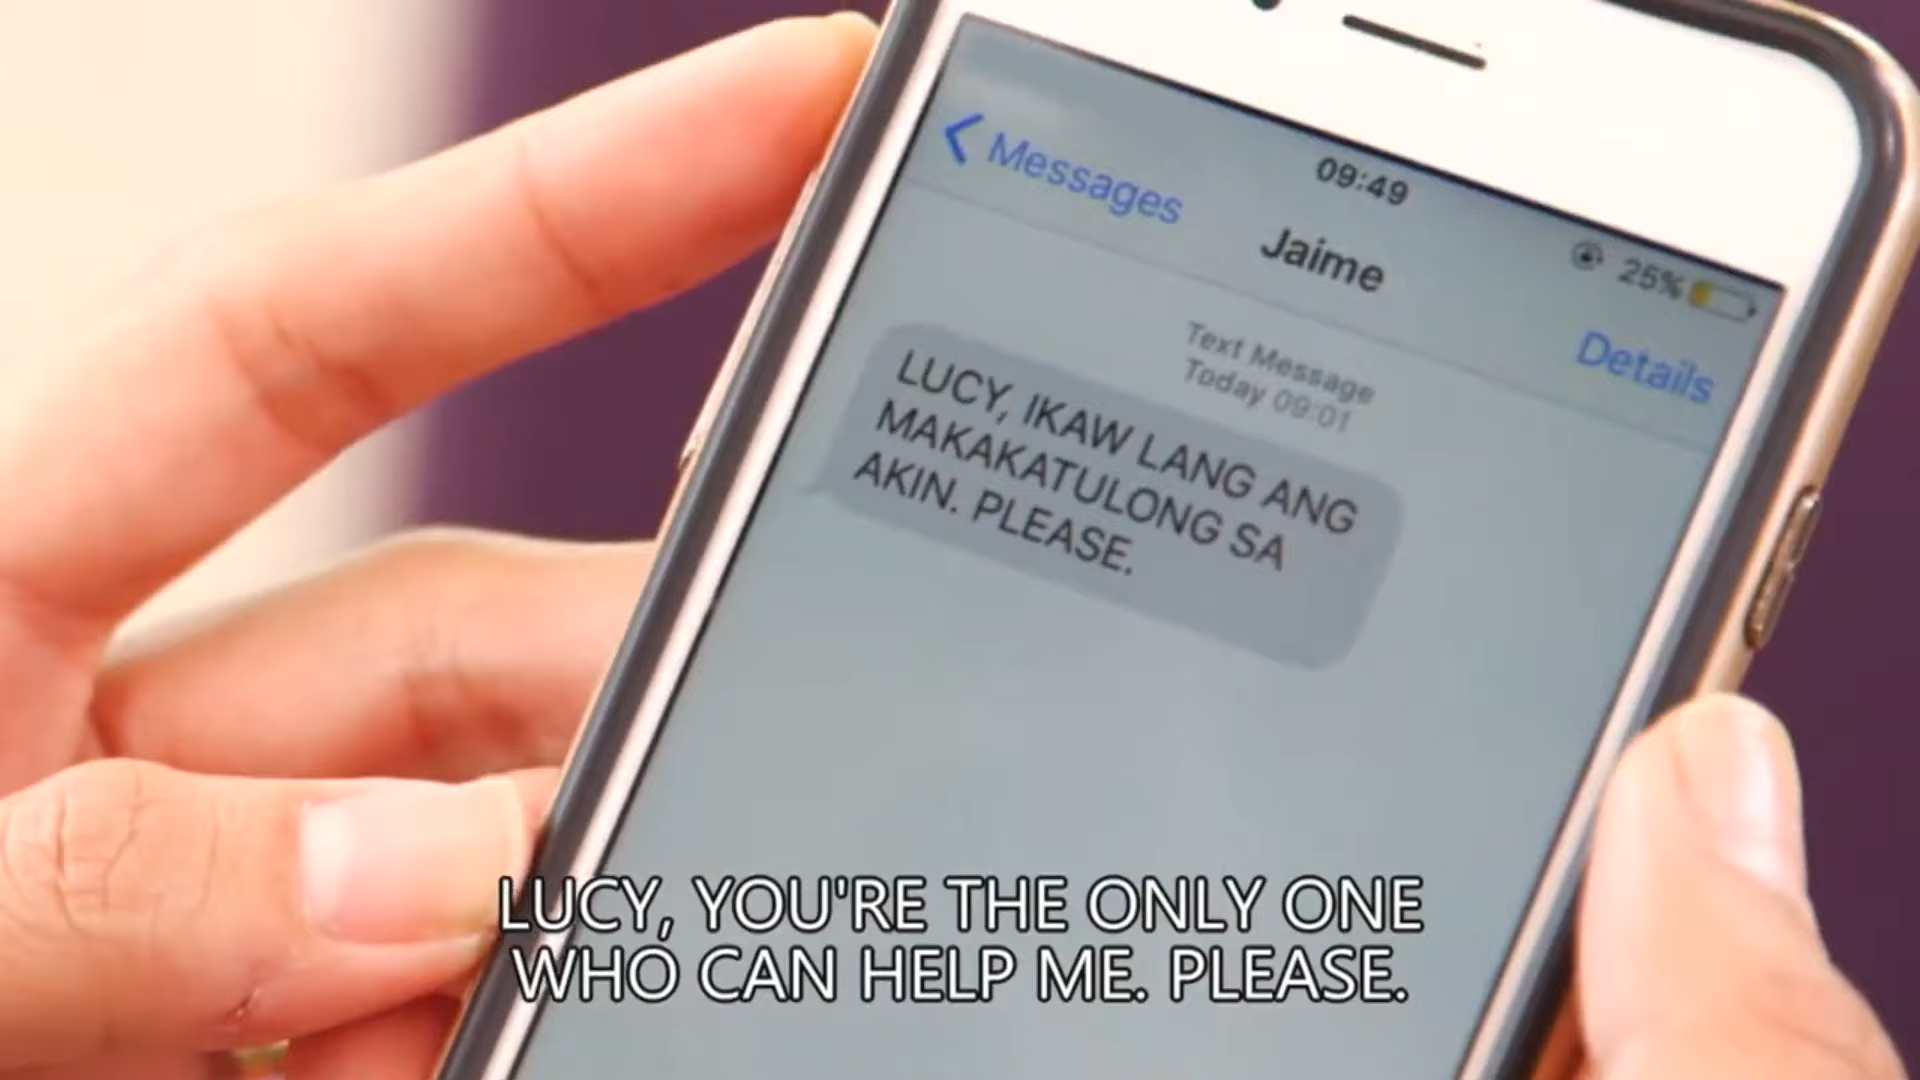 09:49
25%
Messages
Jaime
Details
Text Message
Today 09:01
LUCY, IKAW LANG ANG
MAKAKATULONG SA
AKIN. PLEASE.
LUCY, YOU'RE THE ONLY ONE
WHO CAN HELP ME. PLEASE.